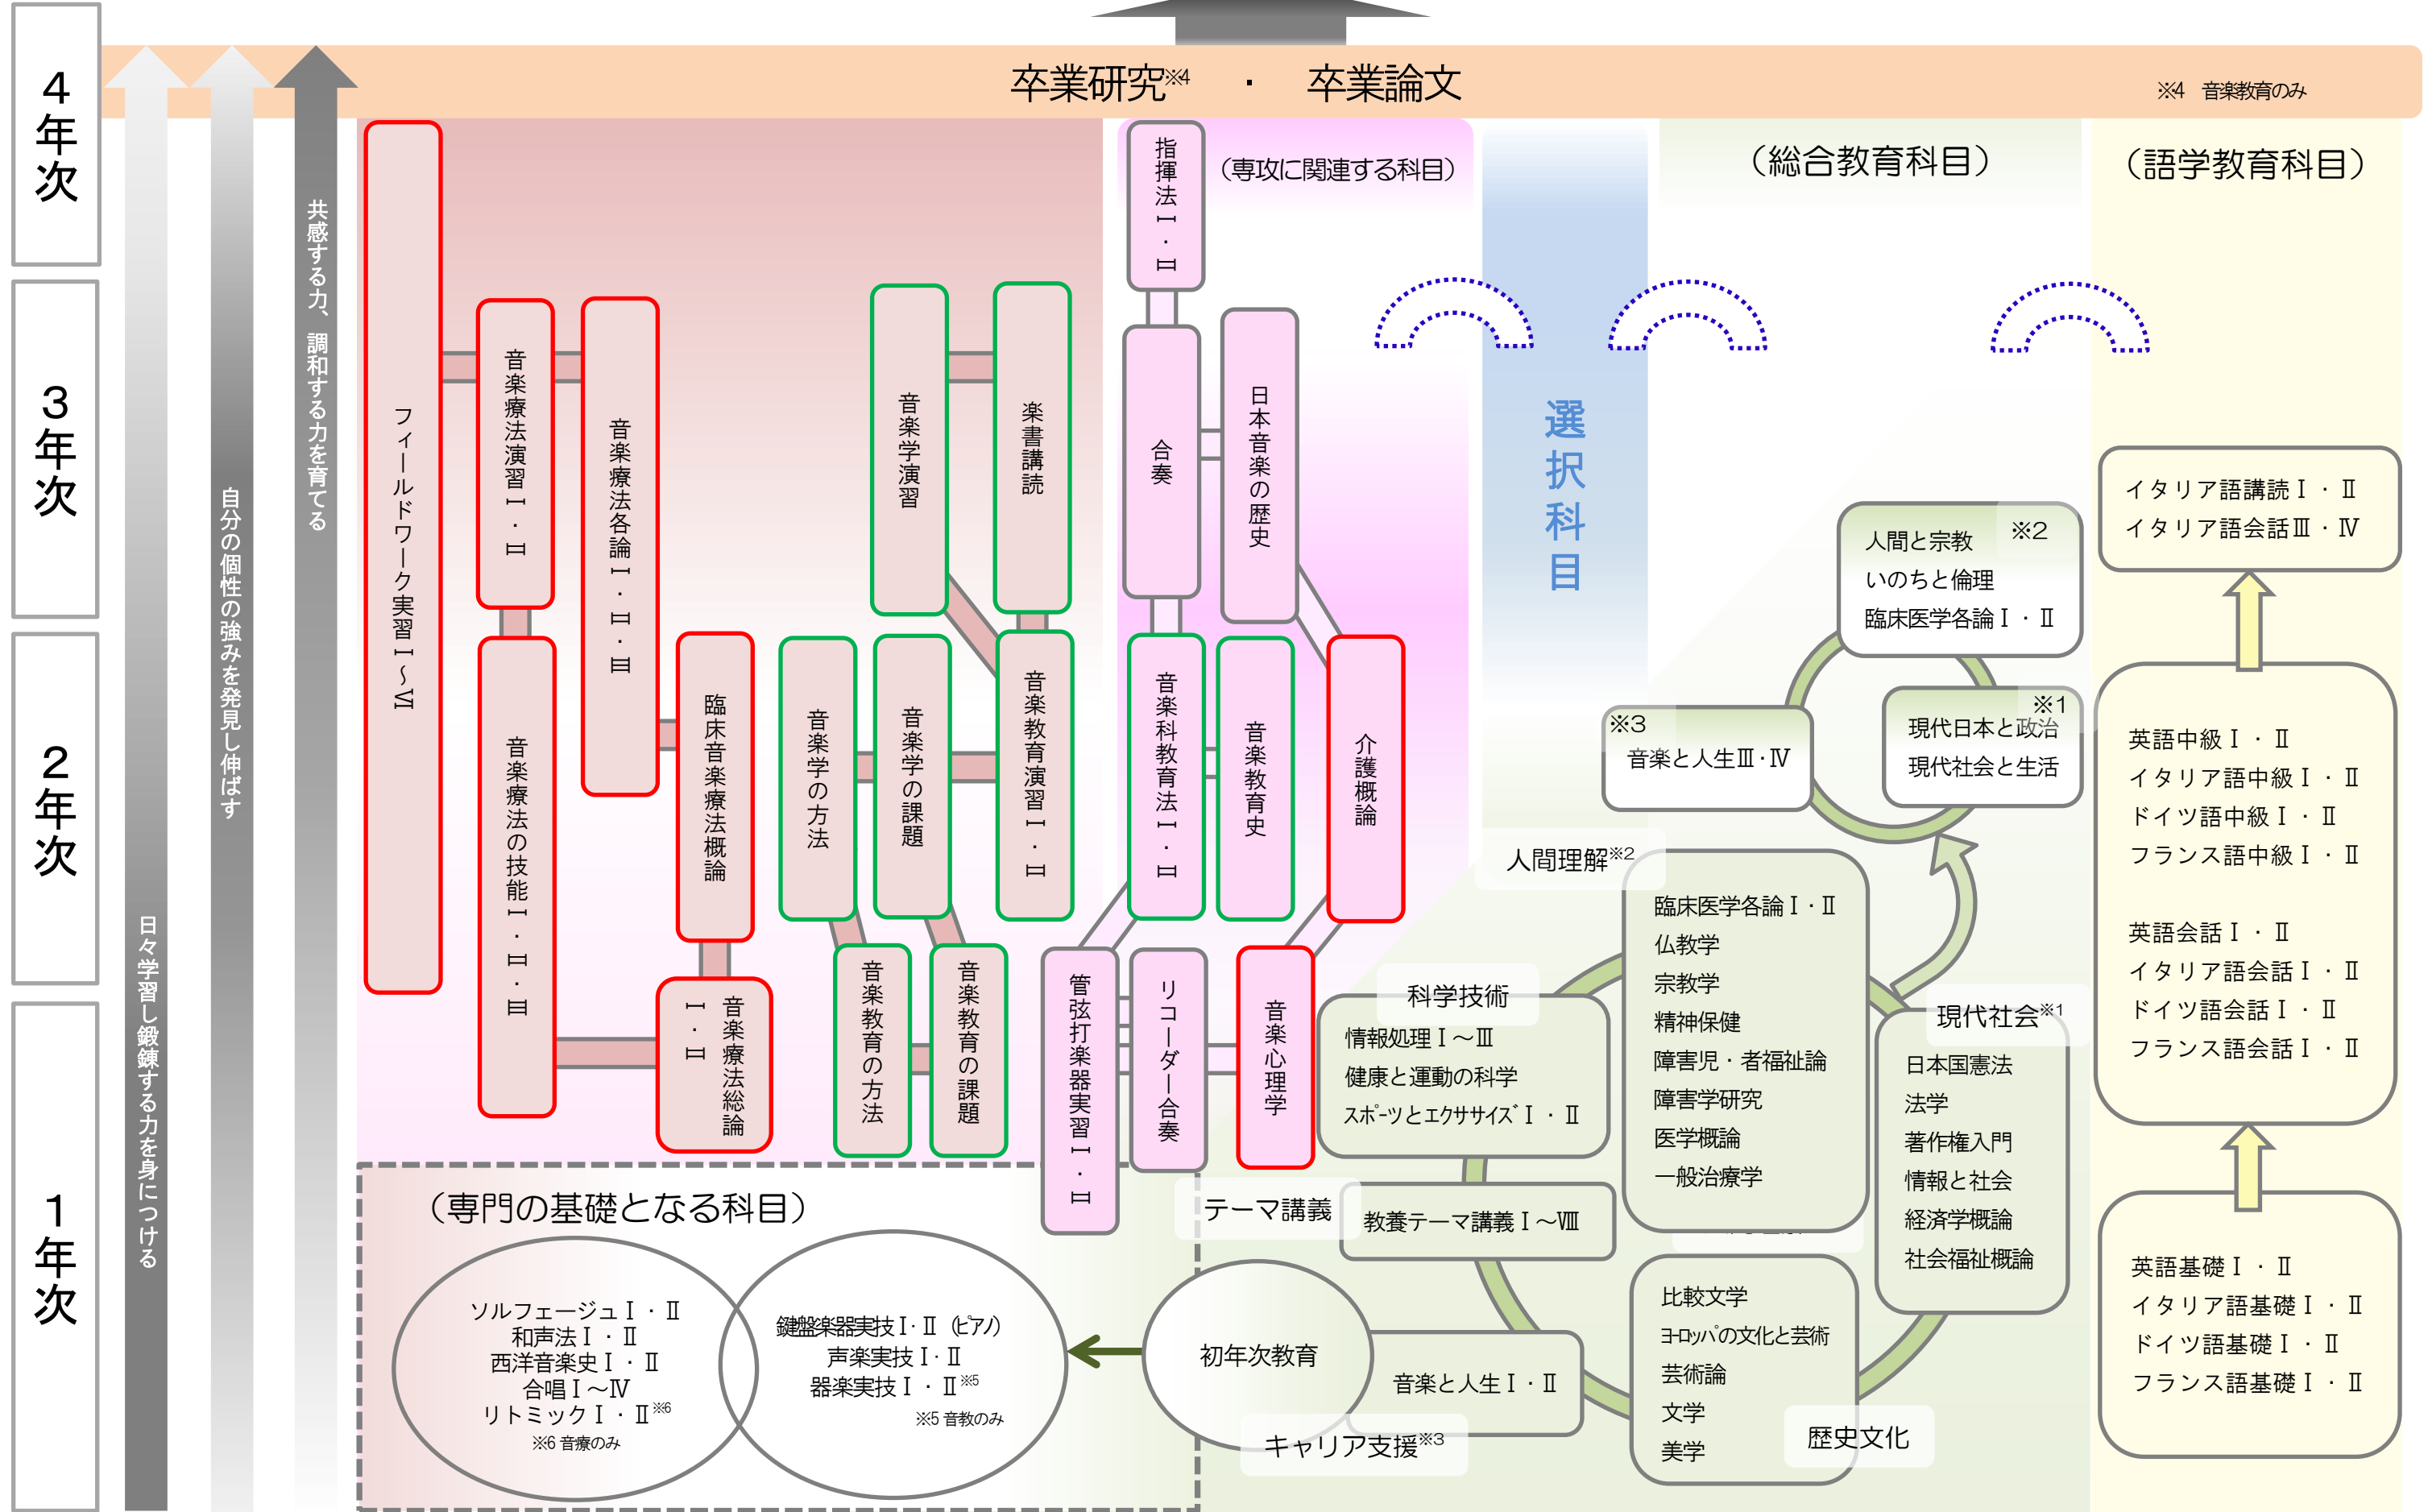 ４年次
３年次
２年次
１年次
日々学習し鍛錬する力を身につける
自分の個性の強みを発見し伸ばす
共感する力、調和する力を育てる
卒業研究※4　・　卒業論文
※4　音楽教育のみ
フィールドワーク実習Ⅰ～Ⅵ
音楽療法演習Ⅰ・Ⅱ
音楽療法各論Ⅰ・Ⅱ・Ⅲ
音楽療法の技能Ⅰ・Ⅱ・Ⅲ
臨床音楽療法概論
音楽療法総論
Ⅰ・Ⅱ
音楽学演習
楽書講読
音楽学の方法
音楽学の課題
音楽教育演習Ⅰ・Ⅱ
音楽教育の方法
音楽教育の課題
（専攻に関連する科目）
指揮法Ⅰ・Ⅱ
合奏
日本音楽の歴史
音楽科教育法Ⅰ・Ⅱ
音楽教育史
介護概論
管弦打楽器実習Ⅰ・Ⅱ
リコーダー合奏
音楽心理学
選択科目
（総合教育科目）
人間と宗教
※2
いのちと倫理
臨床医学各論Ⅰ・Ⅱ
※1
現代日本と政治
現代社会と生活
※3
音楽と人生Ⅲ・Ⅳ
人間理解※2
臨床医学各論Ⅰ・Ⅱ
仏教学
宗教学
精神保健
障害児・者福祉論
障害学研究
医学概論
一般治療学
科学技術
情報処理Ⅰ～Ⅲ
健康と運動の科学
ｽﾎﾟｰﾂとｴｸｻｻｲｽﾞⅠ・Ⅱ
現代社会※1
日本国憲法
法学
著作権入門
情報と社会
経済学概論
社会福祉概論
テーマ講義
教養テーマ講義Ⅰ～Ⅷ
比較文学
ﾖｰﾛｯﾊﾟの文化と芸術
芸術論
文学
美学
歴史文化
音楽と人生Ⅰ・Ⅱ
キャリア支援※3
初年次教育
（専門の基礎となる科目）
ソルフェージュⅠ・Ⅱ
和声法Ⅰ・Ⅱ
西洋音楽史Ⅰ・Ⅱ
合唱Ⅰ～Ⅳ
リトミックⅠ・Ⅱ※6
※6 音療のみ
鍵盤楽器実技Ⅰ・Ⅱ（ピアノ）
声楽実技Ⅰ・Ⅱ
器楽実技Ⅰ・Ⅱ※5
※5 音教のみ
（語学教育科目）
イタリア語講読Ⅰ・Ⅱ
イタリア語会話Ⅲ・Ⅳ
英語中級Ⅰ・Ⅱ
イタリア語中級Ⅰ・Ⅱ
ドイツ語中級Ⅰ・Ⅱ
フランス語中級Ⅰ・Ⅱ
英語会話Ⅰ・Ⅱ
イタリア語会話Ⅰ・Ⅱ
ドイツ語会話Ⅰ・Ⅱ
フランス語会話Ⅰ・Ⅱ
英語基礎Ⅰ・Ⅱ
イタリア語基礎Ⅰ・Ⅱ
ドイツ語基礎Ⅰ・Ⅱ
フランス語基礎Ⅰ・Ⅱ